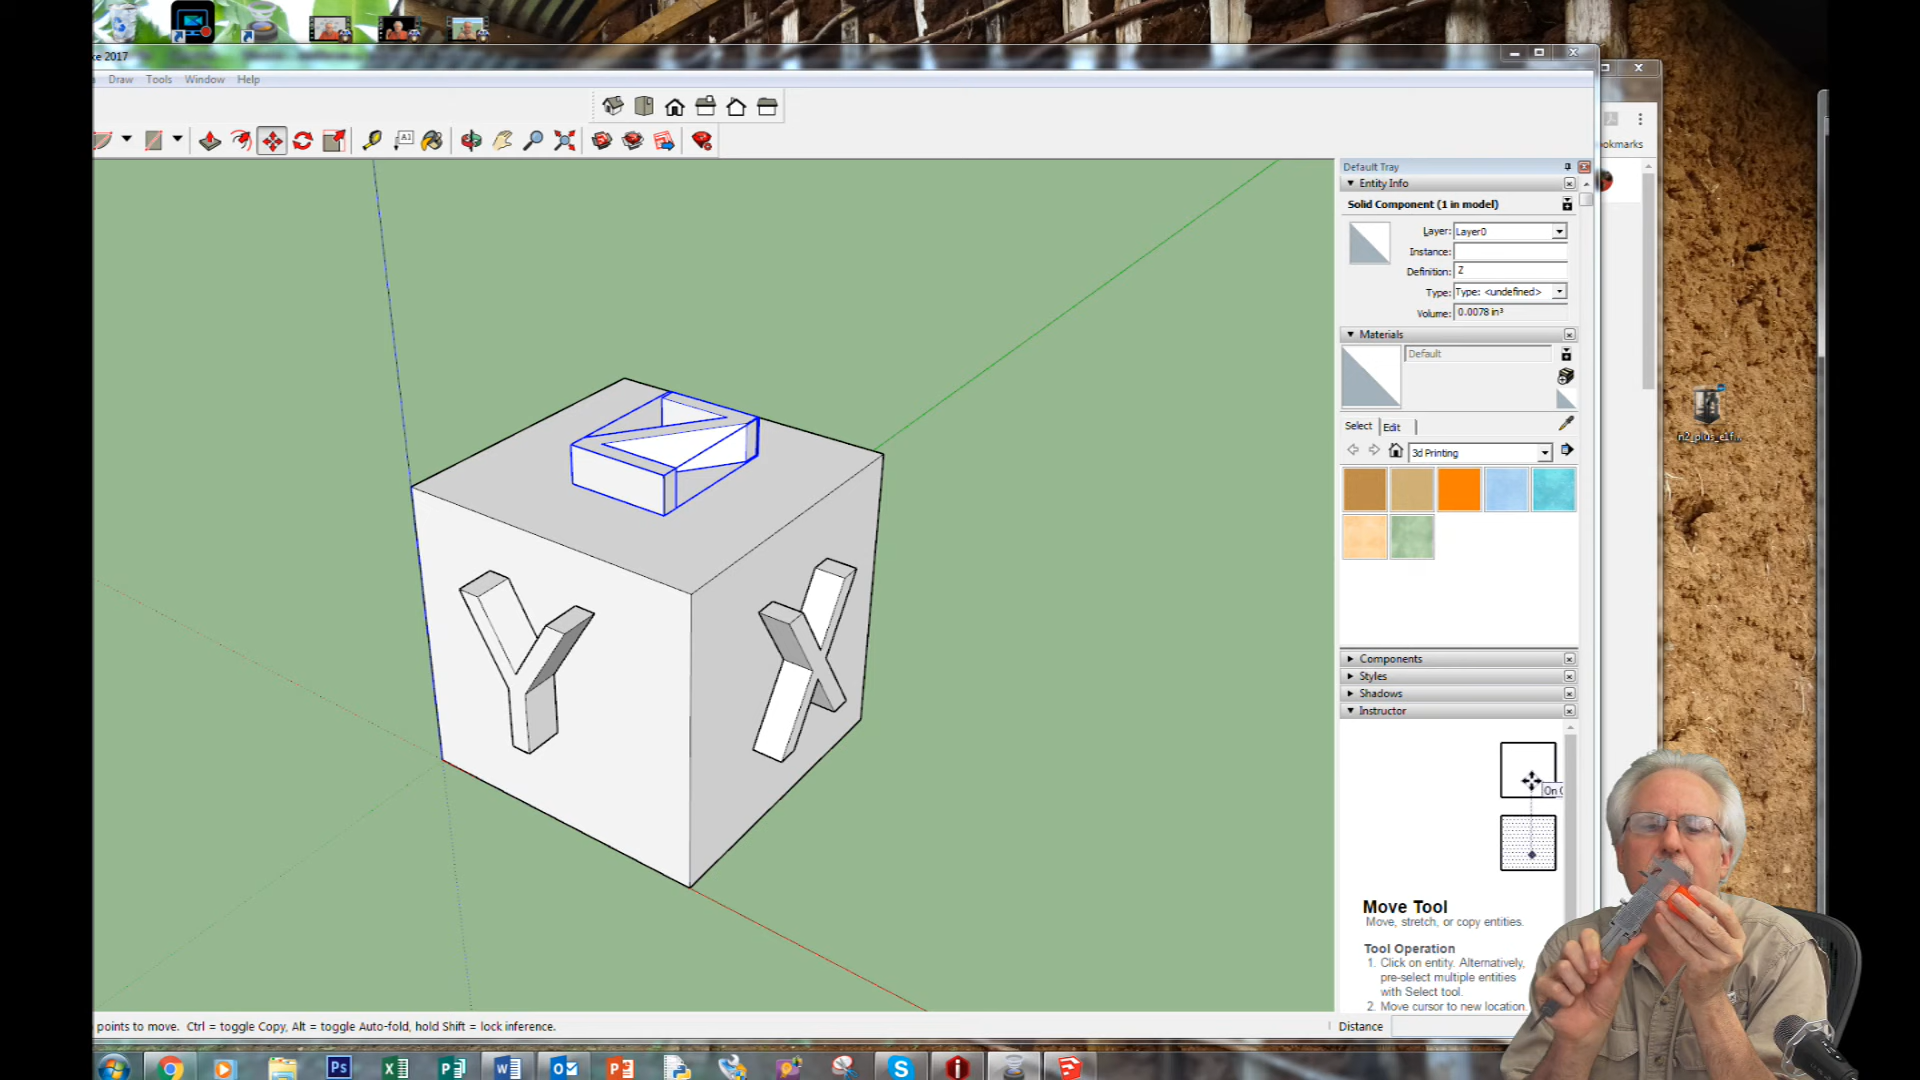 ke 2017
Draw Tools Window Help
A1
Default Tray
Entity Info
Solid Component (1 in model)
Layer: Layer0
Instance:
Definition: Z
Type: Type: <undefined>
Volume: 0.0078 in³
Materials
Default
Select Edit
3d Printing
Components
Styles
Shadows
Instructor
On
Move Tool
Move, stretch, or copy entities.
Tool Operation
1. Click on entity. Alternatively,
pre-select multiple entities
with Select tool.
2. Move cursor to new location.
points to move. Ctrl = toggle Copy, Alt = toggle Auto-fold, hold Shift = lock inference.
Distance
okmarks
Z
Y
X
Ps